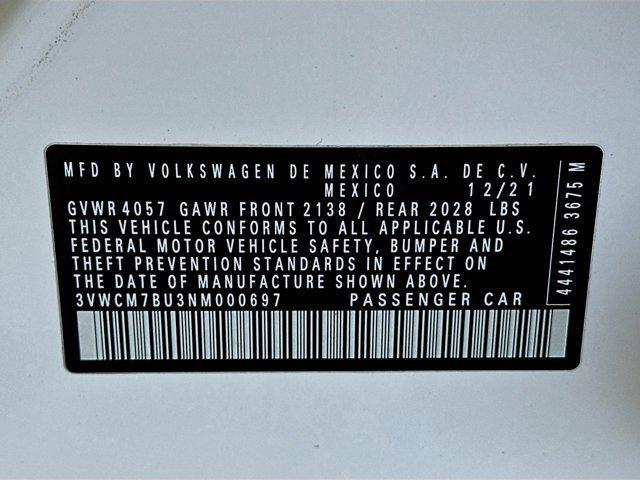 MFD BY VOLKSWAGEN DE MEXICO S.A. DE C.V.
MEXICO 12/21
GVWR 4057 GAWR FRONT 2138 / REAR 2028 LBS
THIS VEHICLE CONFORMS TO ALL APPLICABLE U.S.
FEDERAL MOTOR VEHICLE SAFETY, BUMPER AND
THEFT PREVENTION STANDARDS IN EFFECT ON
THE DATE OF MANUFACTURE SHOWN ABOVE.
3VWCM7BU3NM000697 PASSENGER CAR
4441486 3675 M